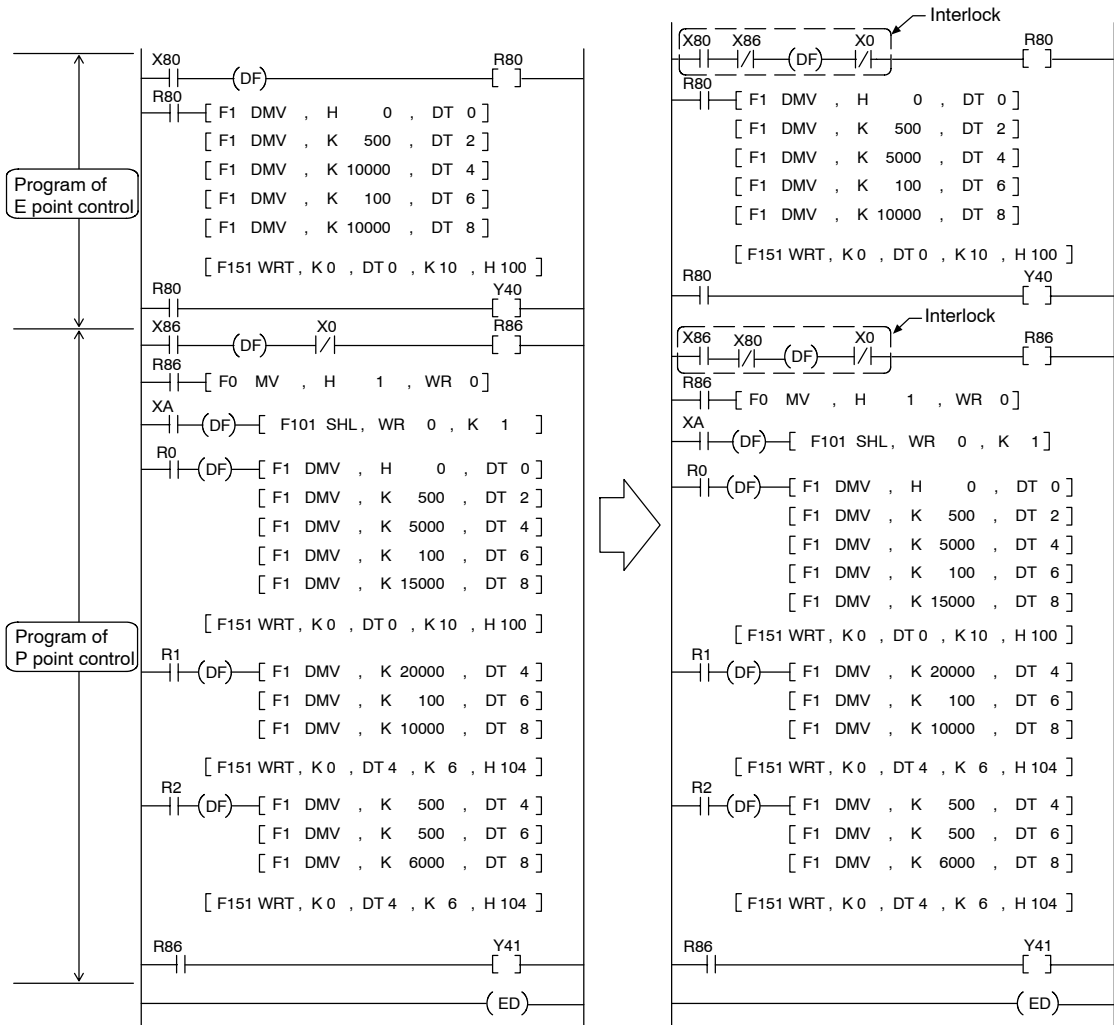 X80
(DF)
R80
[ ]
R80
[ F1 DMV , H 0 , DT 0 ]
[ F1 DMV , K 500 , DT 2 ]
[ F1 DMV , K 10000 , DT 4 ]
[ F1 DMV , K 100 , DT 6 ]
[ F1 DMV , K 10000 , DT 8 ]
[ F151 WRT , K 0 , DT 0 , K 10 , H 100 ]
R80
Y40
[ ]
Program of
E point control
X86
(DF)
X0
R86
[ ]
R86
[ F0 MV , H 1 , WR 0 ]
XA
(DF) [ F101 SHL , WR 0 , K 1 ]
R0
(DF) [ F1 DMV , H 0 , DT 0 ]
[ F1 DMV , K 500 , DT 2 ]
[ F1 DMV , K 5000 , DT 4 ]
[ F1 DMV , K 100 , DT 6 ]
[ F1 DMV , K 15000 , DT 8 ]
[ F151 WRT , K 0 , DT 0 , K 10 , H 100 ]
R1
(DF) [ F1 DMV , K 20000 , DT 4 ]
[ F1 DMV , K 100 , DT 6 ]
[ F1 DMV , K 10000 , DT 8 ]
[ F151 WRT , K 0 , DT 4 , K 6 , H 104 ]
R2
(DF) [ F1 DMV , K 500 , DT 4 ]
[ F1 DMV , K 500 , DT 6 ]
[ F1 DMV , K 6000 , DT 8 ]
[ F151 WRT , K 0 , DT 4 , K 6 , H 104 ]
R86
Y41
[ ]
(ED)
Program of
P point control
Interlock
X80 X86 (DF) X0
R80
[ ]
R80
[ F1 DMV , H 0 , DT 0 ]
[ F1 DMV , K 500 , DT 2 ]
[ F1 DMV , K 5000 , DT 4 ]
[ F1 DMV , K 100 , DT 6 ]
[ F1 DMV , K 10000 , DT 8 ]
[ F151 WRT , K 0 , DT 0 , K 10 , H 100 ]
R80
Y40
[ ]
Interlock
X86 X80 (DF) X0
R86
[ ]
R86
[ F0 MV , H 1 , WR 0 ]
XA
(DF) [ F101 SHL , WR 0 , K 1 ]
R0
(DF) [ F1 DMV , H 0 , DT 0 ]
[ F1 DMV , K 500 , DT 2 ]
[ F1 DMV , K 5000 , DT 4 ]
[ F1 DMV , K 100 , DT 6 ]
[ F1 DMV , K 15000 , DT 8 ]
[ F151 WRT , K 0 , DT 0 , K 10 , H 100 ]
R1
(DF) [ F1 DMV , K 20000 , DT 4 ]
[ F1 DMV , K 100 , DT 6 ]
[ F1 DMV , K 10000 , DT 8 ]
[ F151 WRT , K 0 , DT 4 , K 6 , H 104 ]
R2
(DF) [ F1 DMV , K 500 , DT 4 ]
[ F1 DMV , K 500 , DT 6 ]
[ F1 DMV , K 6000 , DT 8 ]
[ F151 WRT , K 0 , DT 4 , K 6 , H 104 ]
R86
Y41
[ ]
(ED)